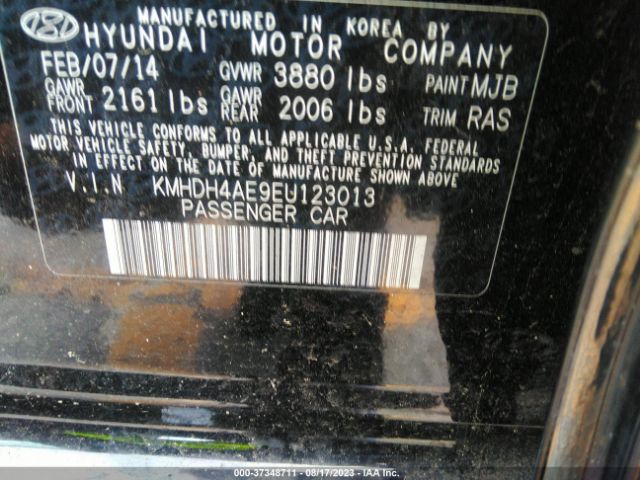 MANUFACTURED IN KOREA BY
HYUNDAI MOTOR COMPANY
FEB/07/14 GVWR 3880 lbs PAINT MJB
GAWR FRONT 2161 lbs GAWR REAR 2006 lbs TRIM RAS
THIS VEHICLE CONFORMS TO ALL APPLICABLE U.S.A. FEDERAL
MOTOR VEHICLE SAFETY, BUMPER, AND THEFT PREVENTION STANDARDS
IN EFFECT ON THE DATE OF MANUFACTURE SHOWN ABOVE.
V.I.N KMHDH4AE9EU123013
PASSENGER CAR
000-37348711 - 08/17/2023 - IAA Inc.